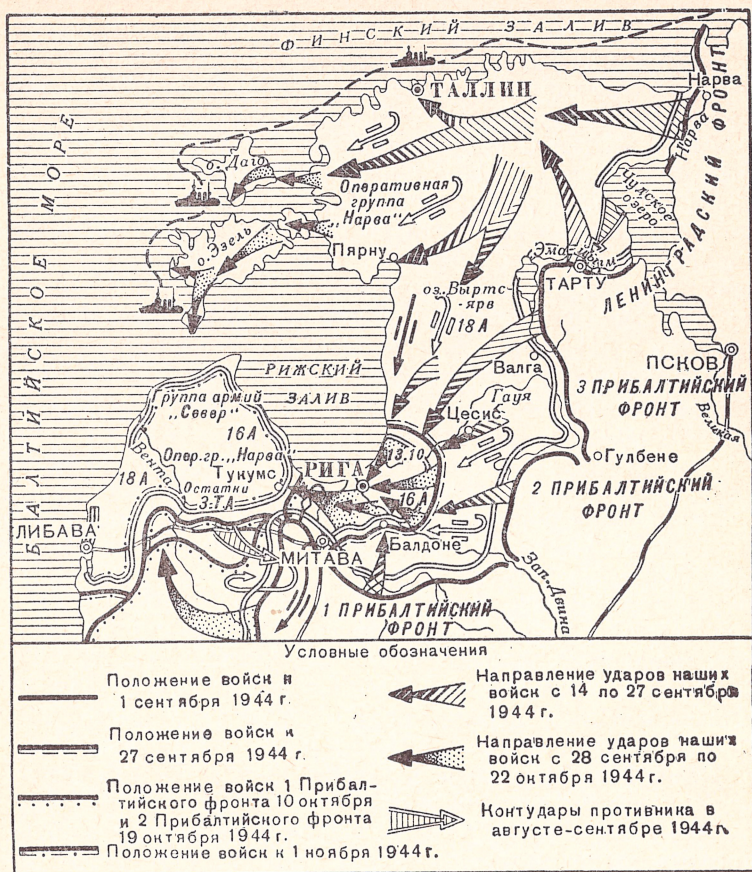 ФИНСКИЙ ЗАЛИВ
БАЛТИЙСКОЕ МОРЕ
ТАЛЛИН
Нарва
Нарва
ЛЕНИНГРАДСКИЙ ФРОНТ
Чудское
озеро
о. Даго
Оперативная
группа
„Нарва"
о. Эзель
Пярну
Эма-
ТАРТУ
оз. Выртс-
ярв
18 А
ПСКОВ
Великая
РИЖСКИЙ
ЗАЛИВ
Валга
3 ПРИБАЛТИЙСКИЙ
ФРОНТ
Гауя
Цесис
Группа армий
„Север"
16 А
Опер.гр.„Нарва"
Тукумс
Остатки
3.ТА
Вента
18 А
13.10
РИГА
16 А
Гулбене
2 ПРИБАЛТИЙСКИЙ
ФРОНТ
ЛИБАВА
МИТАВА
Балдоне
Зап. Двина
1 ПРИБАЛТИЙСКИЙ
ФРОНТ
Условные обозначения
Положение войск к
1 сентября 1944 г.
Положение войск к
27 сентября 1944 г.
Положение войск 1 Прибал-
тийского фронта 10 октября
и 2 Прибалтийского фронта
19 октября 1944 г.
Положение войск к 1 ноября 1944 г.
Направление ударов наших
войск с 14 по 27 сентября
1944 г.
Направление ударов наших
войск с 28 сентября по
22 октября 1944 г.
Контудары противника в
августе-сентябре 1944 г.